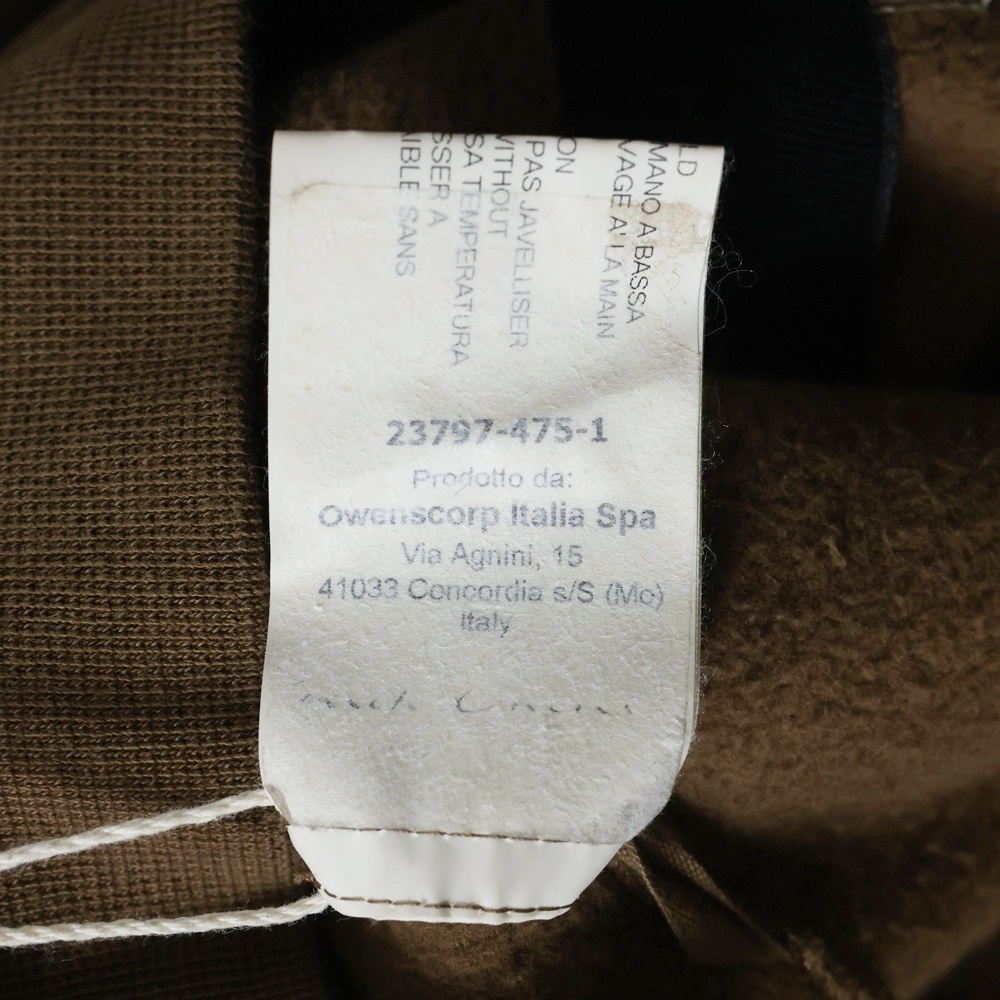 LD
MANO A BASSA
VAGE A' LA MAIN
ON
PAS JAVELLISER
WITHOUT
SA TEMPERATURA
SSER A
IBLE SANS
23797-475-1
Prodotto da:
Owenscorp Italia Spa
Via Agnini, 15
41033 Concordia s/S (Mo)
Italy